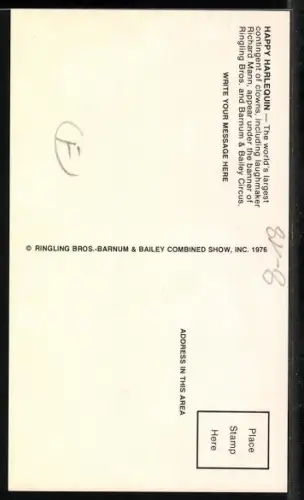 HAPPY HARLEQUIN — The world's largest
contingent of clowns, including laughmaker
Richard Mann, appear under the banner of
Ringling Bros. and Barnum & Bailey Circus.
WRITE YOUR MESSAGE HERE
© RINGLING BROS.-BARNUM & BAILEY COMBINED SHOW, INC. 1976
ADDRESS IN THIS AREA
Place
Stamp
Here